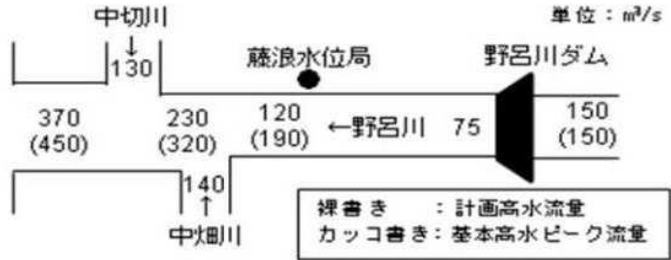 中切川
単位：m³/s
130
藤浪水位局
野呂川ダム
370
(450)
230
(320)
120
(190)
←野呂川
75
150
(150)
140
中畑川
裸書き　：計画高水流量
カッコ書き：基本高水ピーク流量